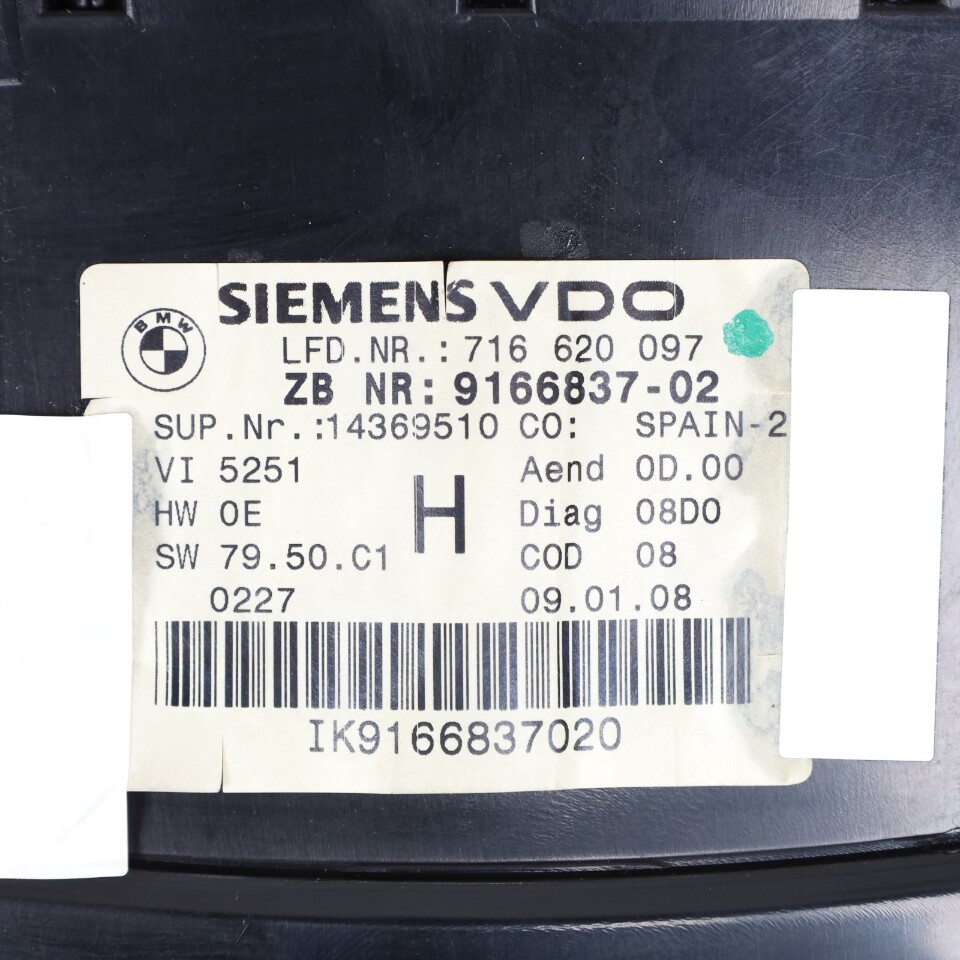 SIEMENS VDO
BMW
LFD.NR.: 716 620 097
ZB NR: 9166837-02
SUP.Nr.:14369510 CO: SPAIN-2
VI 5251 Aend 0D.00
HW 0E H Diag 08D0
SW 79.50.C1 COD 08
0227 09.01.08
IK9166837020